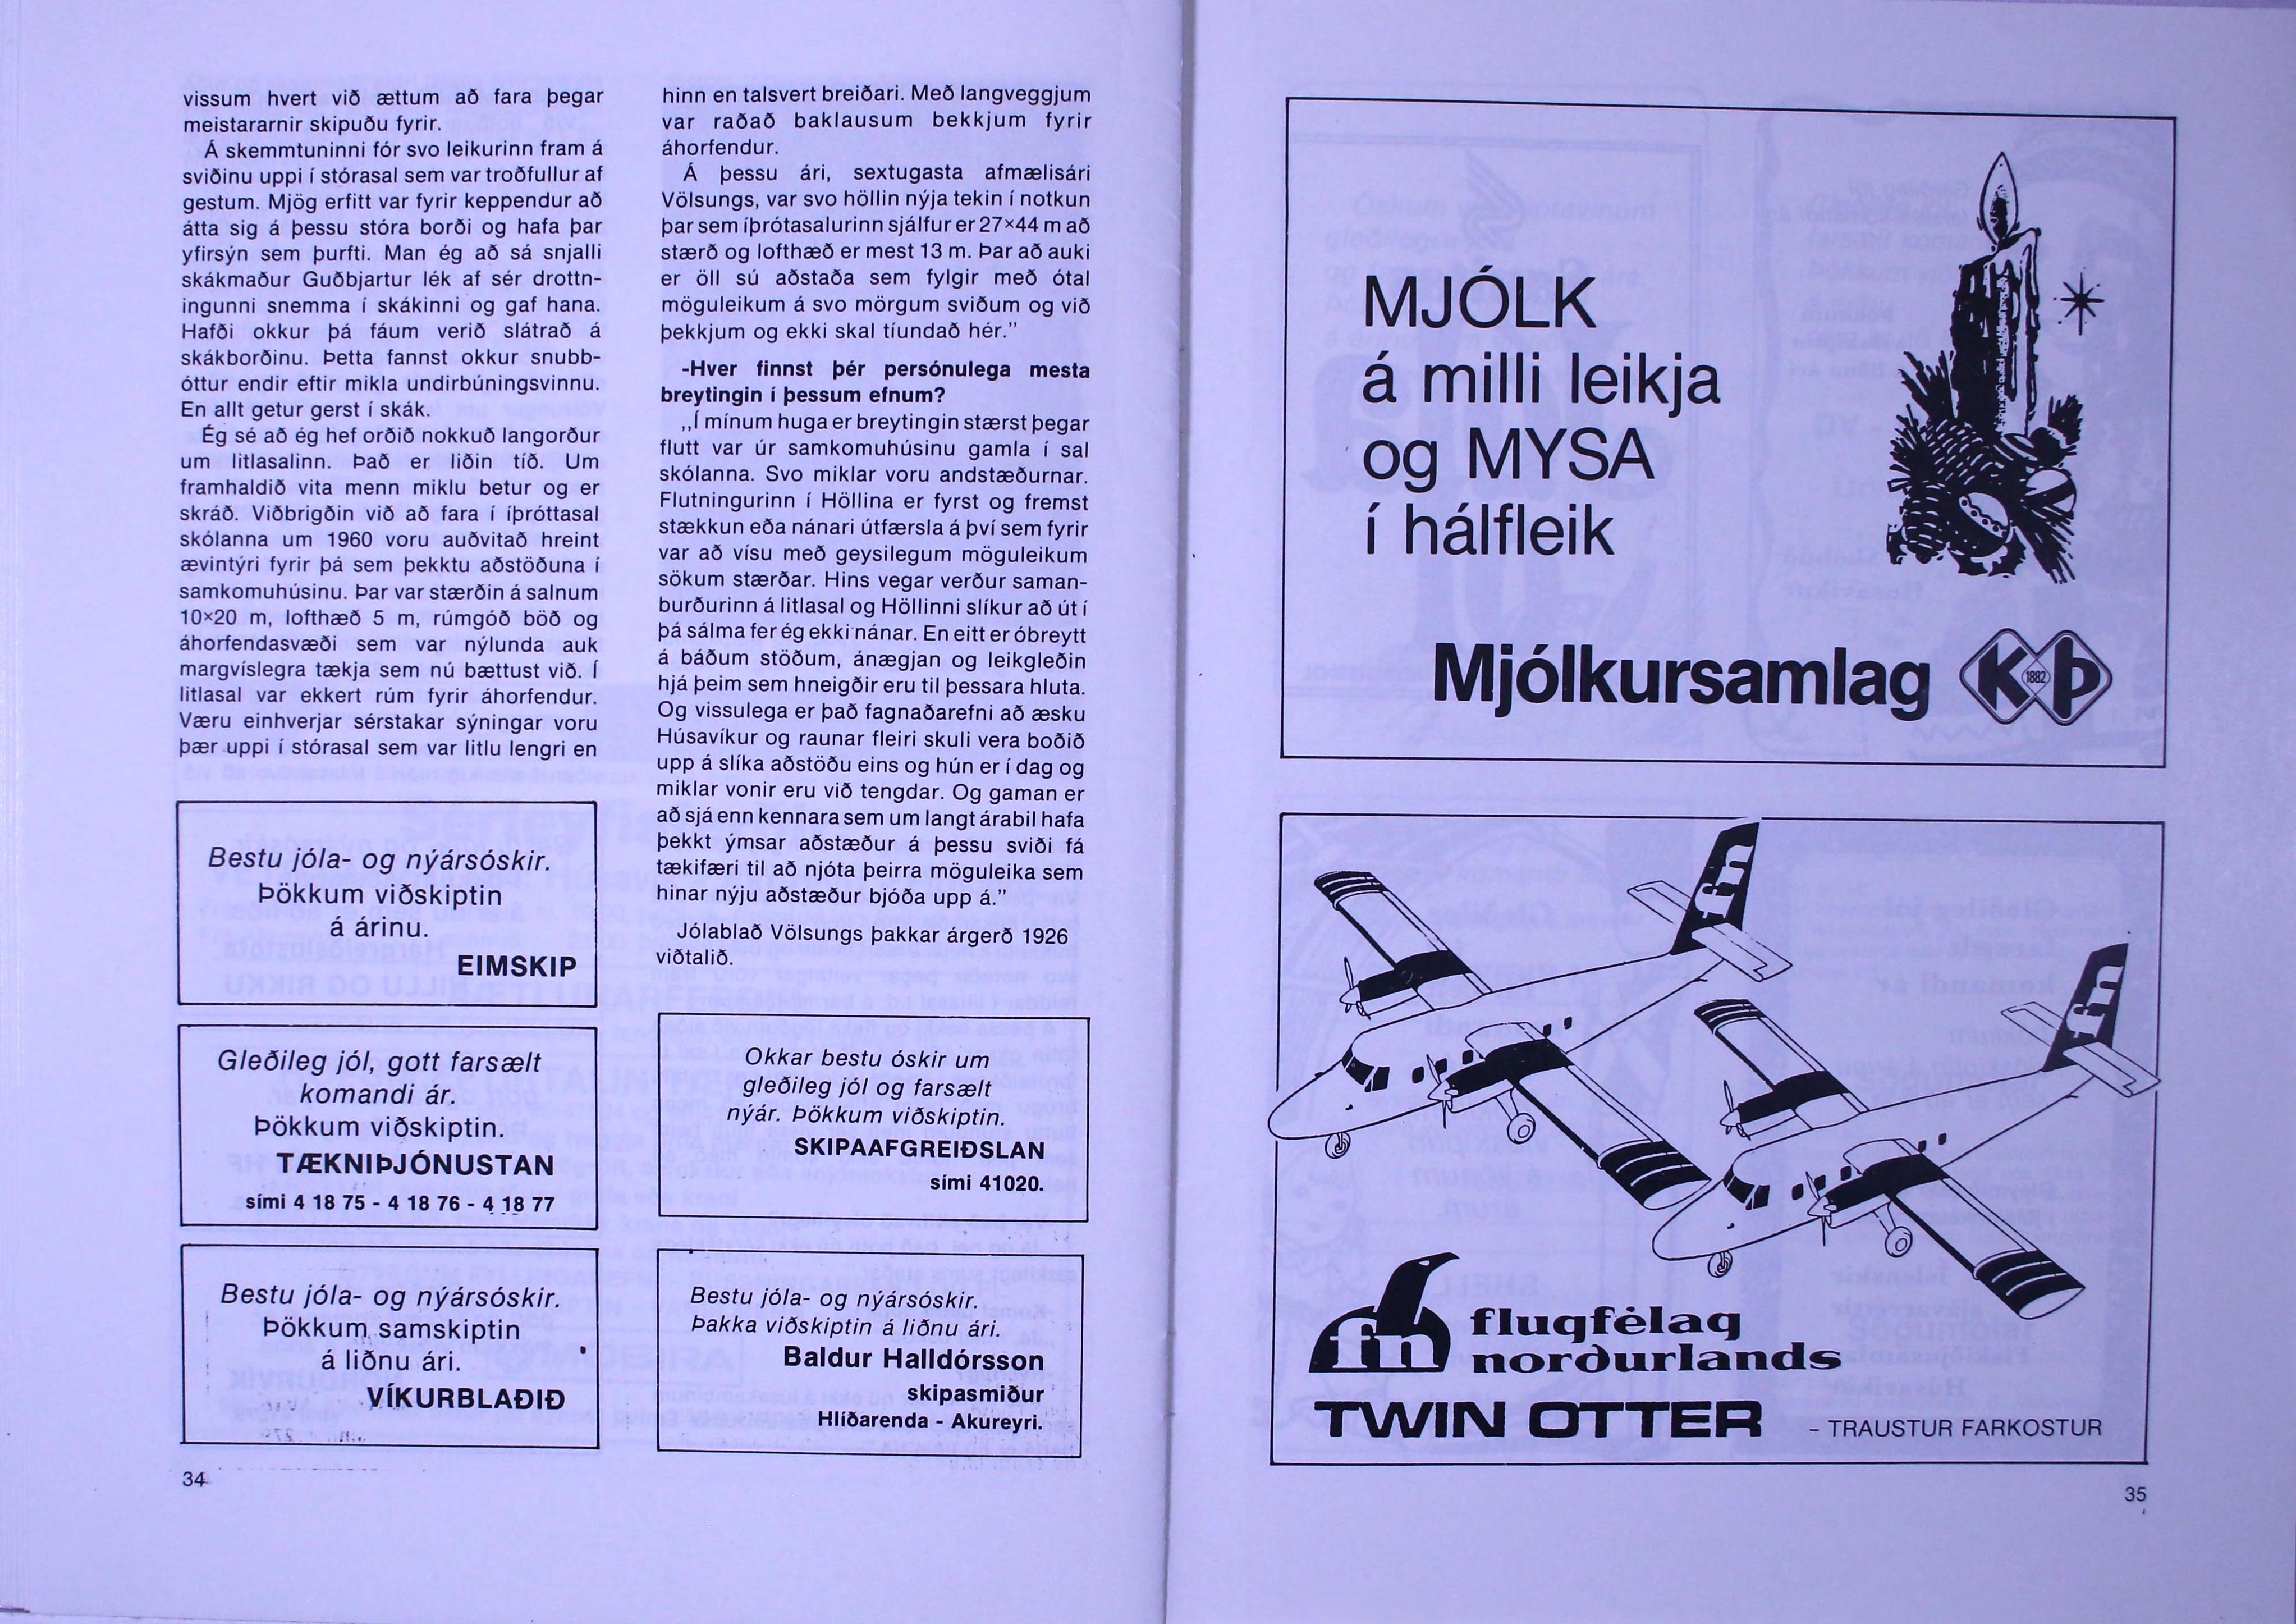 vissum hvert við ættum að fara þegar
meistararnir skipuðu fyrir.
Á skemmtuninni fór svo leikurinn fram á
sviðinu uppi í stórasal sem var troðfullur af
gestum. Mjög erfitt var fyrir keppendur að
átta sig á þessu stóra borði og hafa þar
yfirsýn sem þurfti. Man ég að sá snjalli
skákmaður Guðbjartur lék af sér drottn-
ingunni snemma í skákinni og gaf hana.
Hafði okkur þá fáum verið slátrað á
skákborðinu. Þetta fannst okkur snubb-
óttur endir eftir mikla undirbúningsvinnu.
En allt getur gerst í skák.
Ég sé að ég hef orðið nokkuð langorður
um litlasalinn. Það er liðin tíð. Um
framhaldið vita menn miklu betur og er
skráð. Viðbrigðin við að fara í íþróttasal
skólanna um 1960 voru auðvitað hreint
ævintýri fyrir þá sem þekktu aðstöðuna í
samkomuhúsinu. Þar var stærðin á salnum
10×20 m, lofthæð 5 m, rúmgóð böð og
áhorfendasvæði sem var nýlunda auk
margvíslegra tækja sem nú bættust við. Í
litlasal var ekkert rúm fyrir áhorfendur.
Væru einhverjar sérstakar sýningar voru
þær uppi í stórasal sem var litlu lengri en
Bestu jóla- og nýársóskir.
Þökkum viðskiptin
á árinu.
EIMSKIP
Gleðileg jól, gott farsælt
komandi ár.
Þökkum viðskiptin.
TÆKNIÞJÓNUSTAN
sími 4 18 75 - 4 18 76 - 4 18 77
Bestu jóla- og nýársóskir.
Þökkum samskiptin
á liðnu ári.
VÍKURBLAÐIÐ
34
hinn en talsvert breiðari. Með langveggjum
var raðað baklausum bekkjum fyrir
áhorfendur.
Á þessu ári, sextugasta afmælisári
Völsungs, var svo höllin nýja tekin í notkun
þar sem íþrótasalurinn sjálfur er 27×44 m að
stærð og lofthæð er mest 13 m. Þar að auki
er öll sú aðstaða sem fylgir með ótal
möguleikum á svo mörgum sviðum og við
þekkjum og ekki skal tíundað hér.”
-Hver finnst þér persónulega mesta
breytingin í þessum efnum?
,,Í mínum huga er breytingin stærst þegar
flutt var úr samkomuhúsinu gamla í sal
skólanna. Svo miklar voru andstæðurnar.
Flutningurinn í Höllina er fyrst og fremst
stækkun eða nánari útfærsla á því sem fyrir
var að vísu með geysilegum möguleikum
sökum stærðar. Hins vegar verður saman-
burðurinn á litlasal og Höllinni slíkur að út í
þá sálma fer ég ekki nánar. En eitt er óbreytt
á báðum stöðum, ánægjan og leikgleðin
hjá þeim sem hneigðir eru til þessara hluta.
Og vissulega er það fagnaðarefni að æsku
Húsavíkur og raunar fleiri skuli vera boðið
upp á slíka aðstöðu eins og hún er í dag og
miklar vonir eru við tengdar. Og gaman er
að sjá enn kennara sem um langt árabil hafa
þekkt ýmsar aðstæður á þessu sviði fá
tækifæri til að njóta þeirra möguleika sem
hinar nýju aðstæður bjóða upp á.”
Jólablað Völsungs þakkar árgerð 1926
viðtalið.
Okkar bestu óskir um
gleðileg jól og farsælt
nýár. Þökkum viðskiptin.
SKIPAAFGREIÐSLAN
sími 41020.
Bestu jóla- og nýársóskir.
Þakka viðskiptin á liðnu ári.
Baldur Halldórsson
skipasmiður
Hlíðarenda - Akureyri.
MJÓLK
á milli leikja
og MYSA
í hálfleik
Mjólkursamlag K 1882 Þ
fn
fn
fn flugfélag
norðurlands
TWIN OTTER - TRAUSTUR FARKOSTUR
35